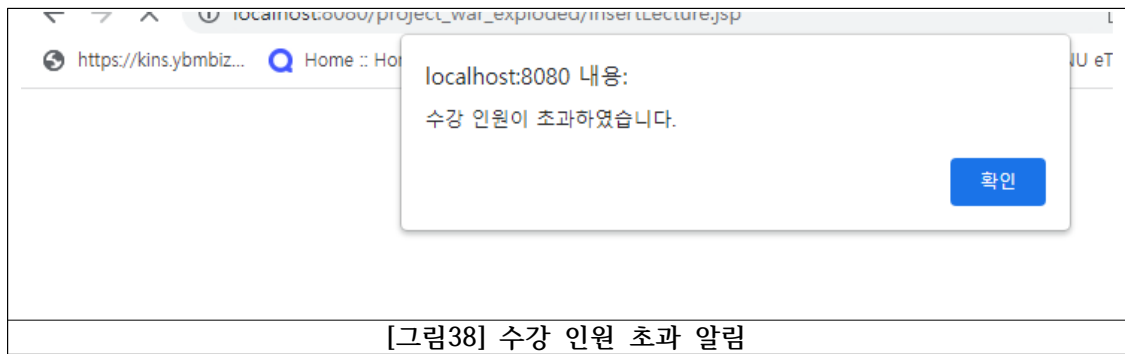 localhost:8080/project_war_exploded/insertLecture.jsp
https://kins.ybmbiz... Home :: Hor
localhost:8080 내용:
수강 인원이 초과하였습니다.
확인
[그림38] 수강 인원 초과 알림